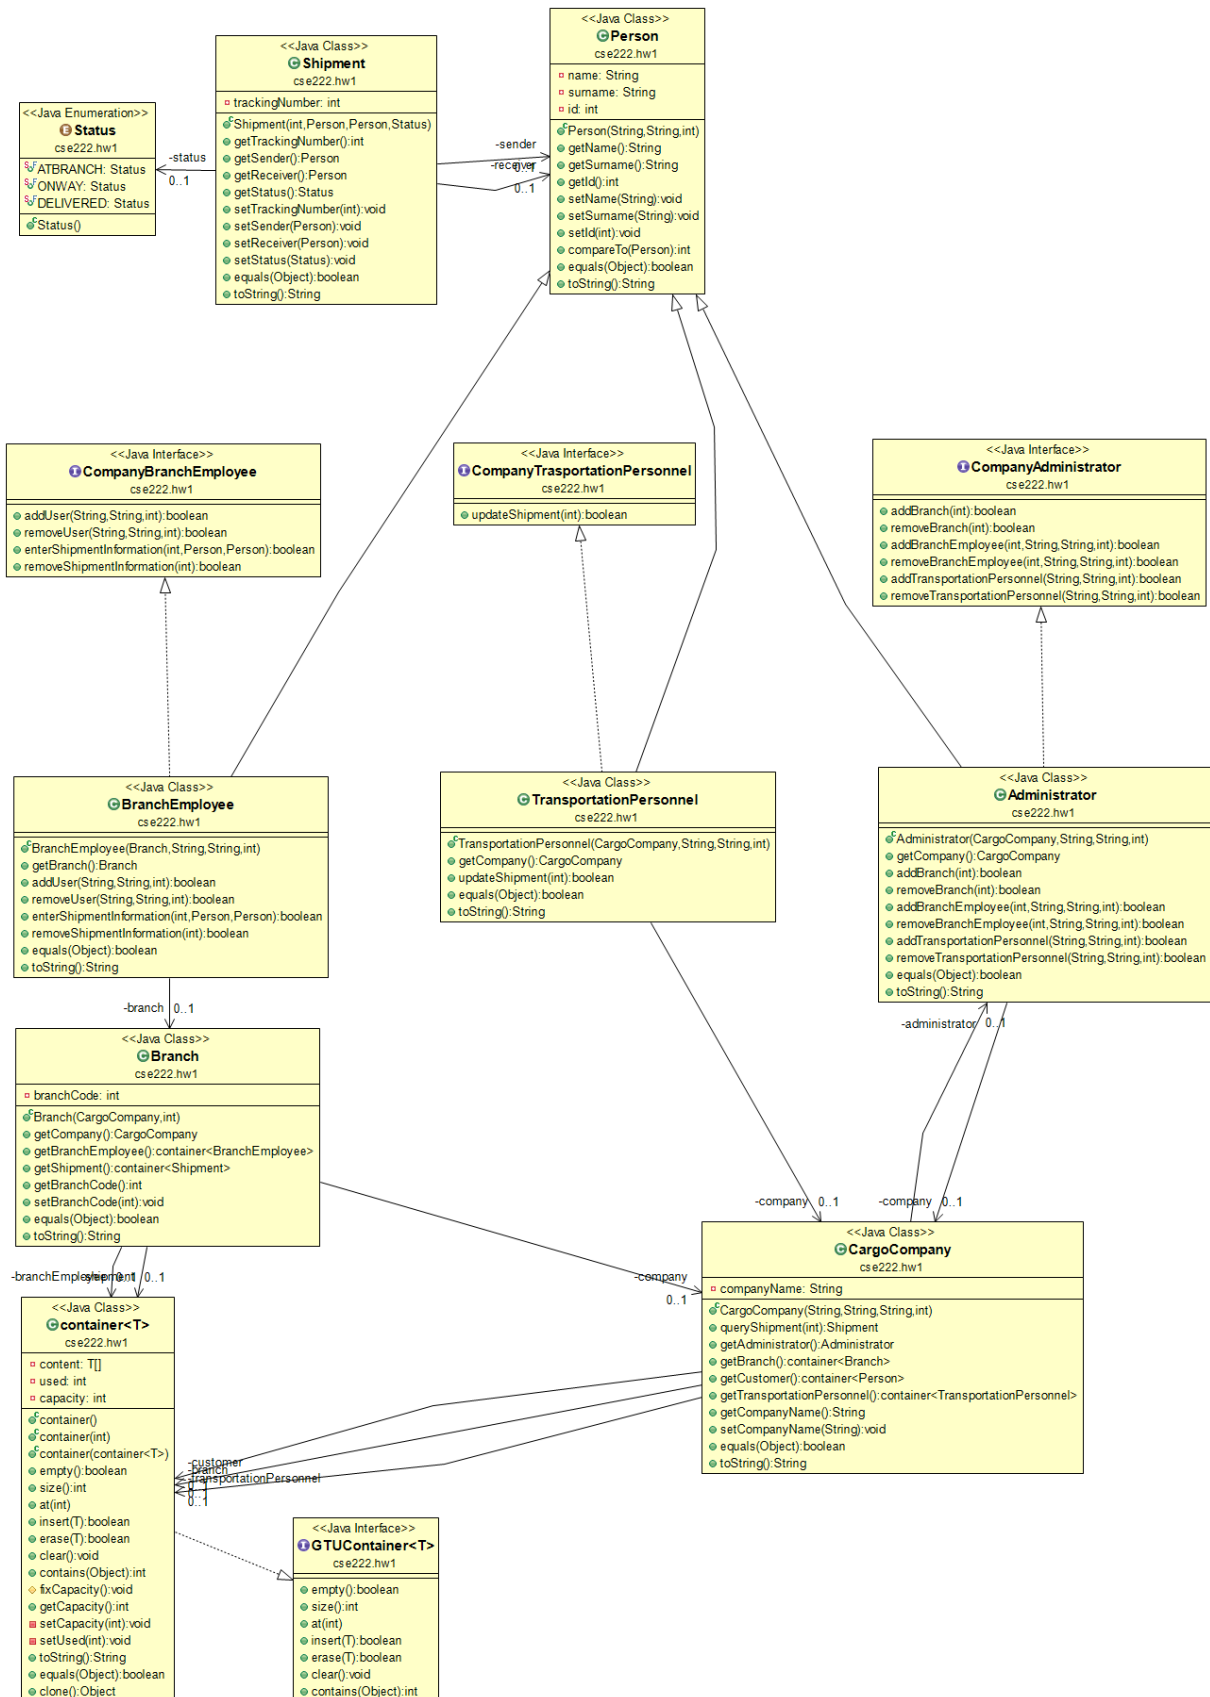 <<Java Class>>
Person
cse222.hw1
name: String
surname: String
id: int
Person(String,String,int)
getName():String
getSurname():String
getId():int
setName(String):void
setSurname(String):void
setId(int):void
compareTo(Person):int
equals(Object):boolean
toString():String
<<Java Class>>
Shipment
cse222.hw1
trackingNumber: int
Shipment(int,Person,Person,Status)
getTrackingNumber():int
getSender():Person
getReceiver():Person
getStatus():Status
setTrackingNumber(int):void
setSender(Person):void
setReceiver(Person):void
setStatus(Status):void
equals(Object):boolean
toString():String
<<Java Enumeration>>
Status
cse222.hw1
ATBRANCH: Status
ONWAY: Status
DELIVERED: Status
Status()
-status
0..1
-sender
0..1
-receiver
0..1
<<Java Interface>>
CompanyBranchEmployee
cse222.hw1
addUser(String,String,int):boolean
removeUser(String,String,int):boolean
enterShipmentInformation(int,Person,Person):boolean
removeShipmentInformation(int):boolean
<<Java Interface>>
CompanyTrasportationPersonnel
cse222.hw1
updateShipment(int):boolean
<<Java Interface>>
CompanyAdministrator
cse222.hw1
addBranch(int):boolean
removeBranch(int):boolean
addBranchEmployee(int,String,String,int):boolean
removeBranchEmployee(int,String,String,int):boolean
addTransportationPersonnel(String,String,int):boolean
removeTransportationPersonnel(String,String,int):boolean
<<Java Class>>
BranchEmployee
cse222.hw1
BranchEmployee(Branch,String,String,int)
getBranch():Branch
addUser(String,String,int):boolean
removeUser(String,String,int):boolean
enterShipmentInformation(int,Person,Person):boolean
removeShipmentInformation(int):boolean
equals(Object):boolean
toString():String
<<Java Class>>
TransportationPersonnel
cse222.hw1
TransportationPersonnel(CargoCompany,String,String,int)
getCompany():CargoCompany
updateShipment(int):boolean
equals(Object):boolean
toString():String
<<Java Class>>
Administrator
cse222.hw1
Administrator(CargoCompany,String,String,int)
getCompany():CargoCompany
addBranch(int):boolean
removeBranch(int):boolean
addBranchEmployee(int,String,String,int):boolean
removeBranchEmployee(int,String,String,int):boolean
addTransportationPersonnel(String,String,int):boolean
removeTransportationPersonnel(String,String,int):boolean
equals(Object):boolean
toString():String
-branch 0..1
-administrator 0..1
<<Java Class>>
Branch
cse222.hw1
branchCode: int
Branch(CargoCompany,int)
getCompany():CargoCompany
getBranchEmployee():container<BranchEmployee>
getShipment():container<Shipment>
getBranchCode():int
setBranchCode(int):void
equals(Object):boolean
toString():String
-company 0..1
-company 0..1
-company
0..1
<<Java Class>>
CargoCompany
cse222.hw1
companyName: String
CargoCompany(String,String,String,int)
queryShipment(int):Shipment
getAdministrator():Administrator
getBranch():container<Branch>
getCustomer():container<Person>
getTransportationPersonnel():container<TransportationPersonnel>
getCompanyName():String
setCompanyName(String):void
equals(Object):boolean
toString():String
-branchEmployee 0..1
-shipment 0..1
<<Java Class>>
container<T>
cse222.hw1
content: T[]
used: int
capacity: int
container()
container(int)
container(container<T>)
empty():boolean
size():int
at(int)
insert(T):boolean
erase(T):boolean
clear():void
contains(Object):int
fixCapacity():void
getCapacity():int
setCapacity(int):void
setUsed(int):void
toString():String
equals(Object):boolean
clone():Object
-customer
-branch
-transportationPersonnel
0..1
0..1
0..1
<<Java Interface>>
GTUContainer<T>
cse222.hw1
empty():boolean
size():int
at(int)
insert(T):boolean
erase(T):boolean
clear():void
contains(Object):int